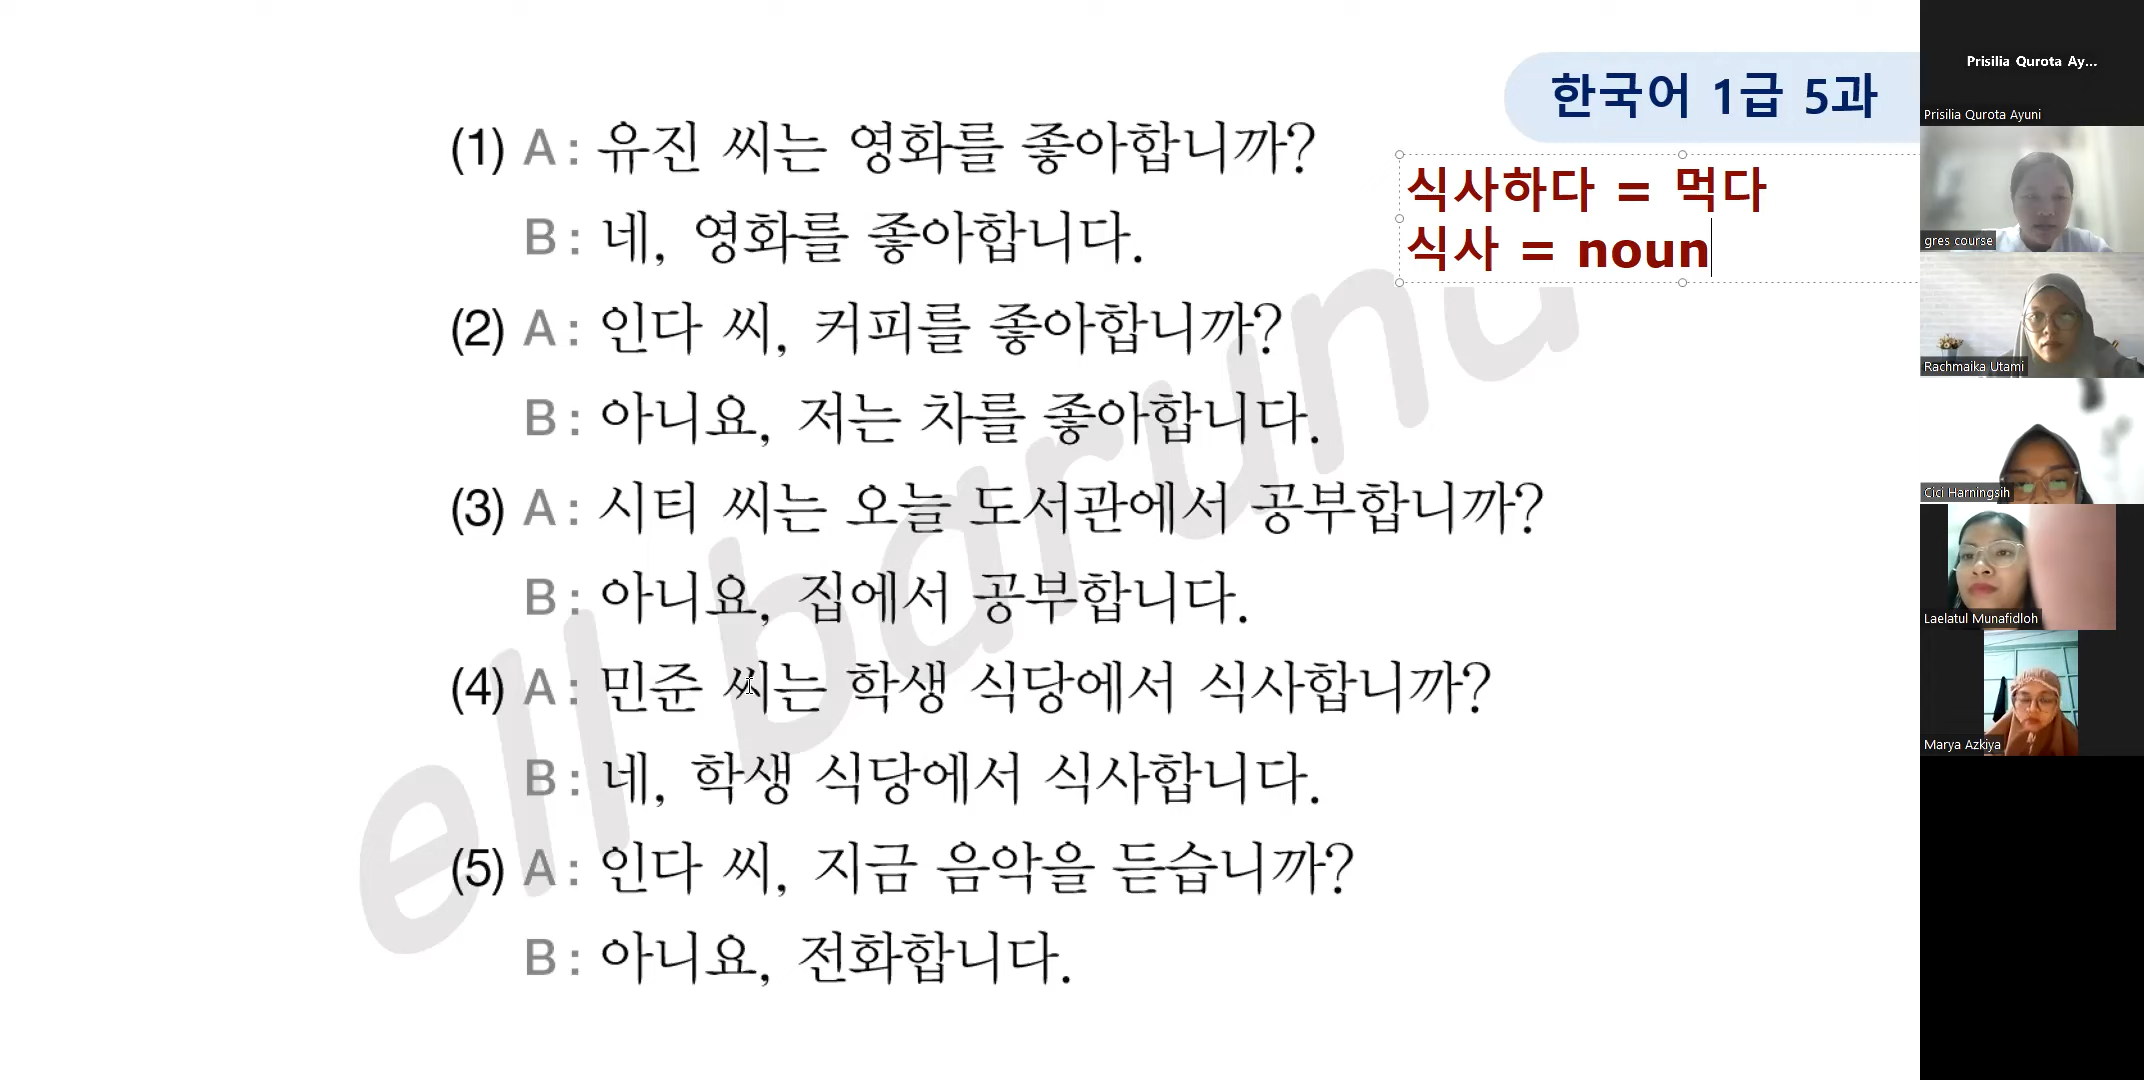 한국어 1급 5과
(1) A : 유진 씨는 영화를 좋아합니까?
B : 네, 영화를 좋아합니다.
(2) A : 인다 씨, 커피를 좋아합니까?
B : 아니요, 저는 차를 좋아합니다.
(3) A : 시티 씨는 오늘 도서관에서 공부합니까?
B : 아니요, 집에서 공부합니다.
(4) A : 민준 씨는 학생 식당에서 식사합니까?
B : 네, 학생 식당에서 식사합니다.
(5) A : 인다 씨, 지금 음악을 듣습니까?
B : 아니요, 전화합니다.
식사하다 = 먹다
식사 = noun
ell barunu
Prisilia Qurota Ay...
Prisilia Qurota Ayuni
gres course
Rachmaika Utami
Cici Harningsih
Laelatul Munafidloh
Marya Azkiya